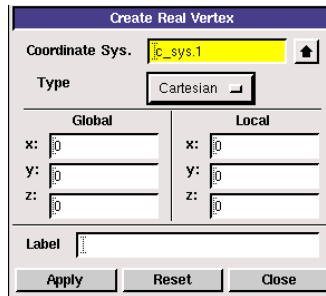 Create Real Vertex
Coordinate Sys. c_sys.1
Type Cartesian
Global Local
x: 0 x: 0
y: 0 y: 0
z: 0 z: 0
Label
Apply Reset Close